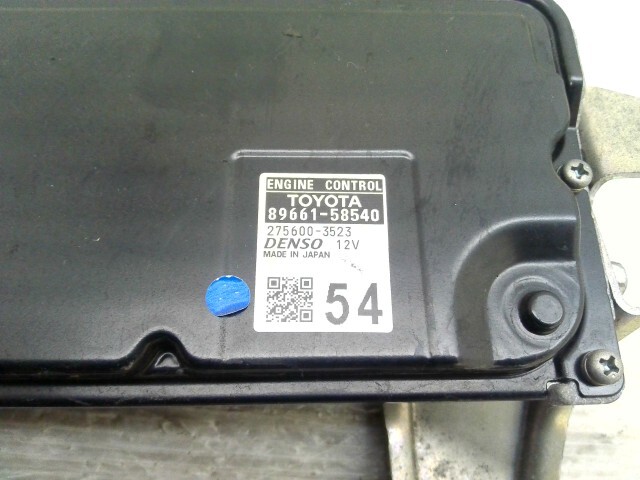 ENGINE CONTROL
TOYOTA
89661-58540
275600-3523
DENSO 12V
MADE IN JAPAN
54